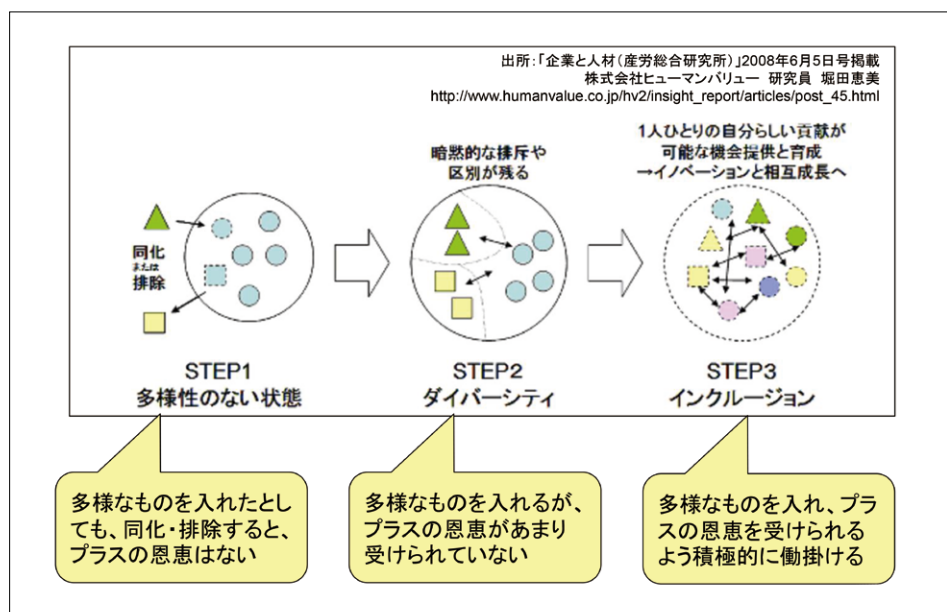 出所:「企業と人材(産労総合研究所)」2008年6月5日号掲載
株式会社ヒューマンバリュー 研究員 堀田恵美
http://www.humanvalue.co.jp/hv2/insight_report/articles/post_45.html
同化
または
排除
STEP1
多様性のない状態
暗黙的な排斥や
区別が残る
STEP2
ダイバーシティ
1人ひとりの自分らしい貢献が
可能な機会提供と育成
→イノベーションと相互成長へ
STEP3
インクルージョン
多様なものを入れたとし
ても、同化・排除すると、
プラスの恩恵はない
多様なものを入れるが、
プラスの恩恵があまり
受けられていない
多様なものを入れ、プラ
スの恩恵を受けられる
よう積極的に働掛ける